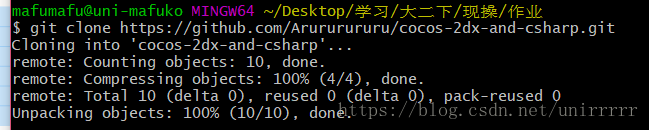 mafumafu@uni-mafuko MINGW64 ~/Desktop/学习/大二下/现操/作业
$ git clone https://github.com/Arurururururu/cocos-2dx-and-csharp.git
Cloning into 'cocos-2dx-and-csharp'...
remote: Counting objects: 10, done.
remote: Compressing objects: 100% (4/4), done.
remote: Total 10 (delta 0), reused 0 (delta 0), pack-reused 0
Unpacking objects: 100% (10/10), done.
https://blog.csdn.net/unirrrrr